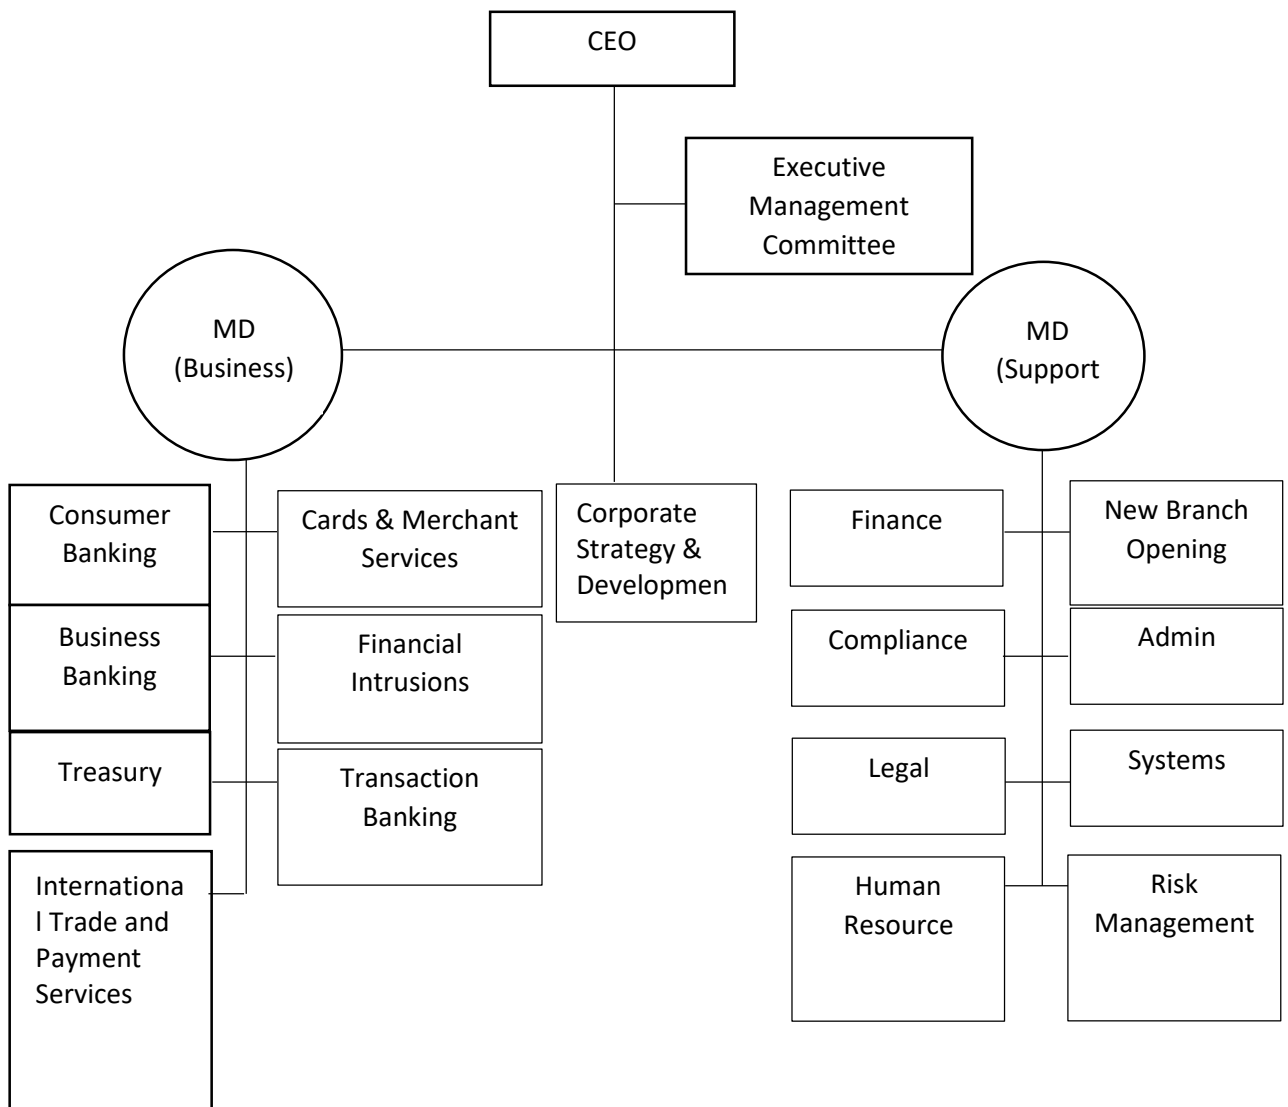 CEO
Executive
Management
Committee
MD
(Business)
MD
(Support
Consumer
Banking
Cards & Merchant
Services
Corporate
Strategy &
Developmen
Finance
New Branch
Opening
Business
Banking
Financial
Intrusions
Compliance
Admin
Treasury
Transaction
Banking
Legal
Systems
Internationa
l Trade and
Payment
Services
Human
Resource
Risk
Management